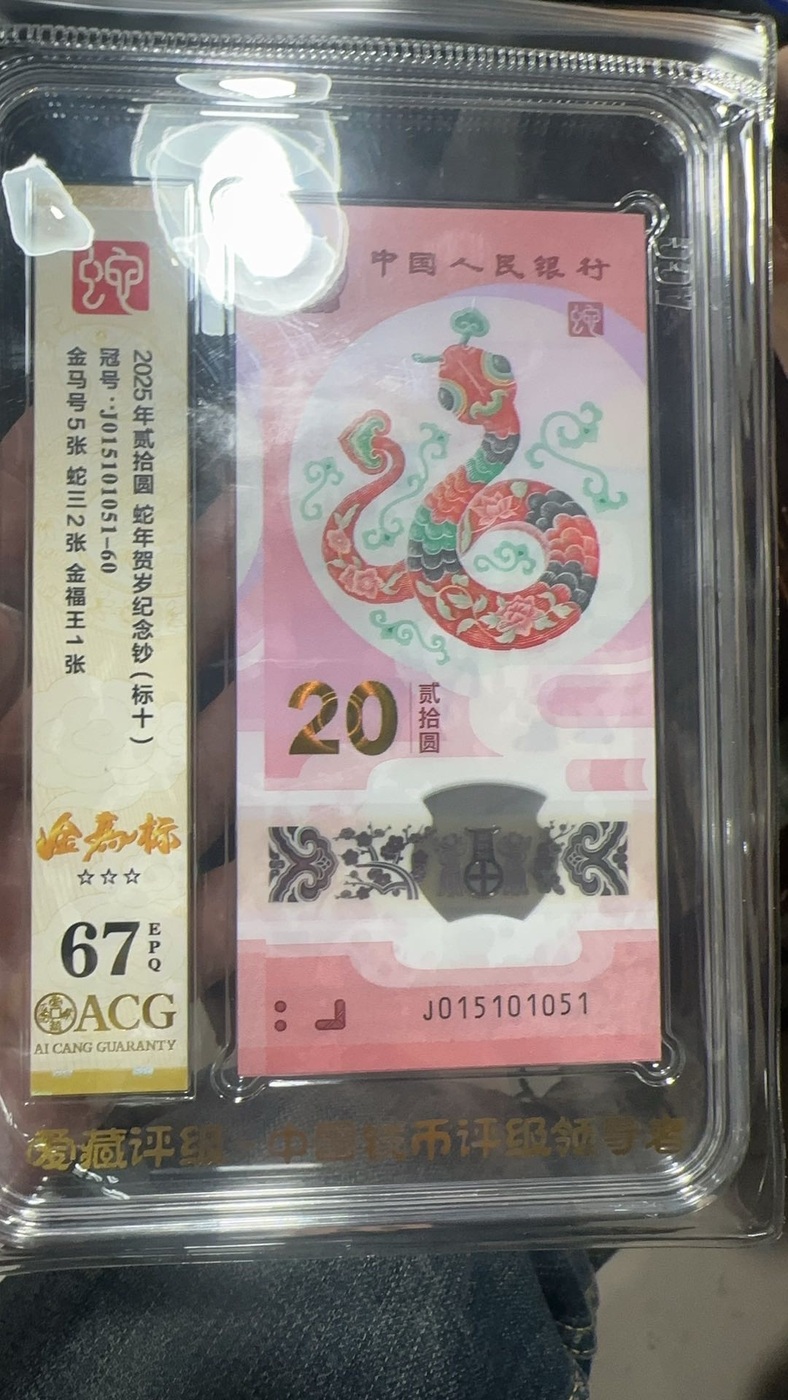 蛇
2025年贰拾圆 蛇年贺岁纪念钞(标十)
冠号:J015101051-60
金马号5张 蛇三2张 金福王1张
金马标
☆☆☆
67 EPQ
ACG
AI CANG GUARANTY
中国人民银行
蛇
20 贰拾圆
J015101051
爱藏评级 中国钱币评级领导者